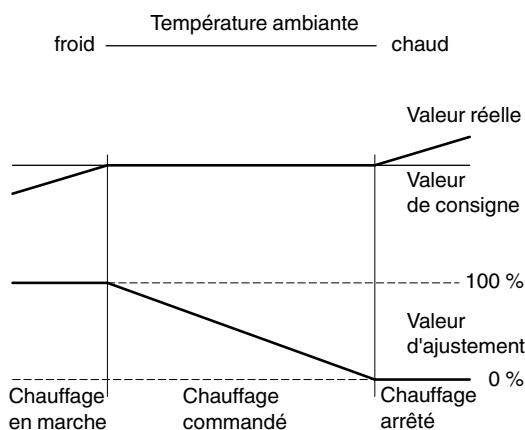 Température ambiante
froid
chaud
Valeur réelle
Valeur
de consigne
100 %
Valeur
d'ajustement
0 %
Chauffage
en marche
Chauffage
commandé
Chauffage
arrêté